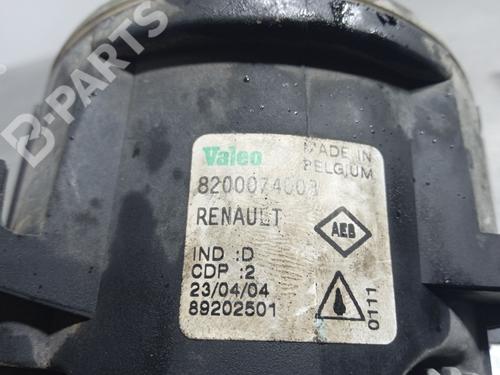 B-PARTS
Valeo
MADE IN
BELGIUM
8200074008
RENAULT
AEB
IND :D
CDP :2
23/04/04
89202501
0111